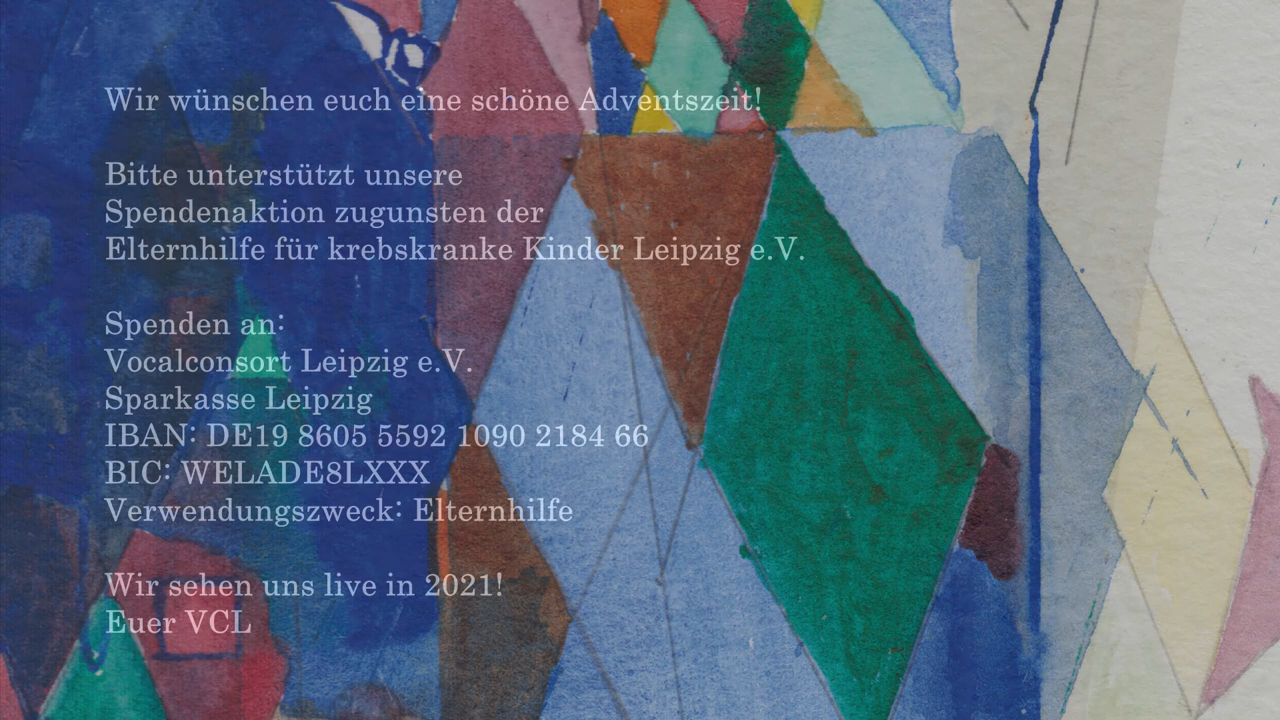 Wir wünschen euch eine schöne Adventszeit!
Bitte unterstützt unsere
Spendenaktion zugunsten der
Elternhilfe für krebskranke Kinder Leipzig e.V.
Spenden an:
Vocalconsort Leipzig e.V.
Sparkasse Leipzig
IBAN: DE19 8605 5592 1090 2184 66
BIC: WELADE8LXXX
Verwendungszweck: Elternhilfe
Wir sehen uns live in 2021!
Euer VCL